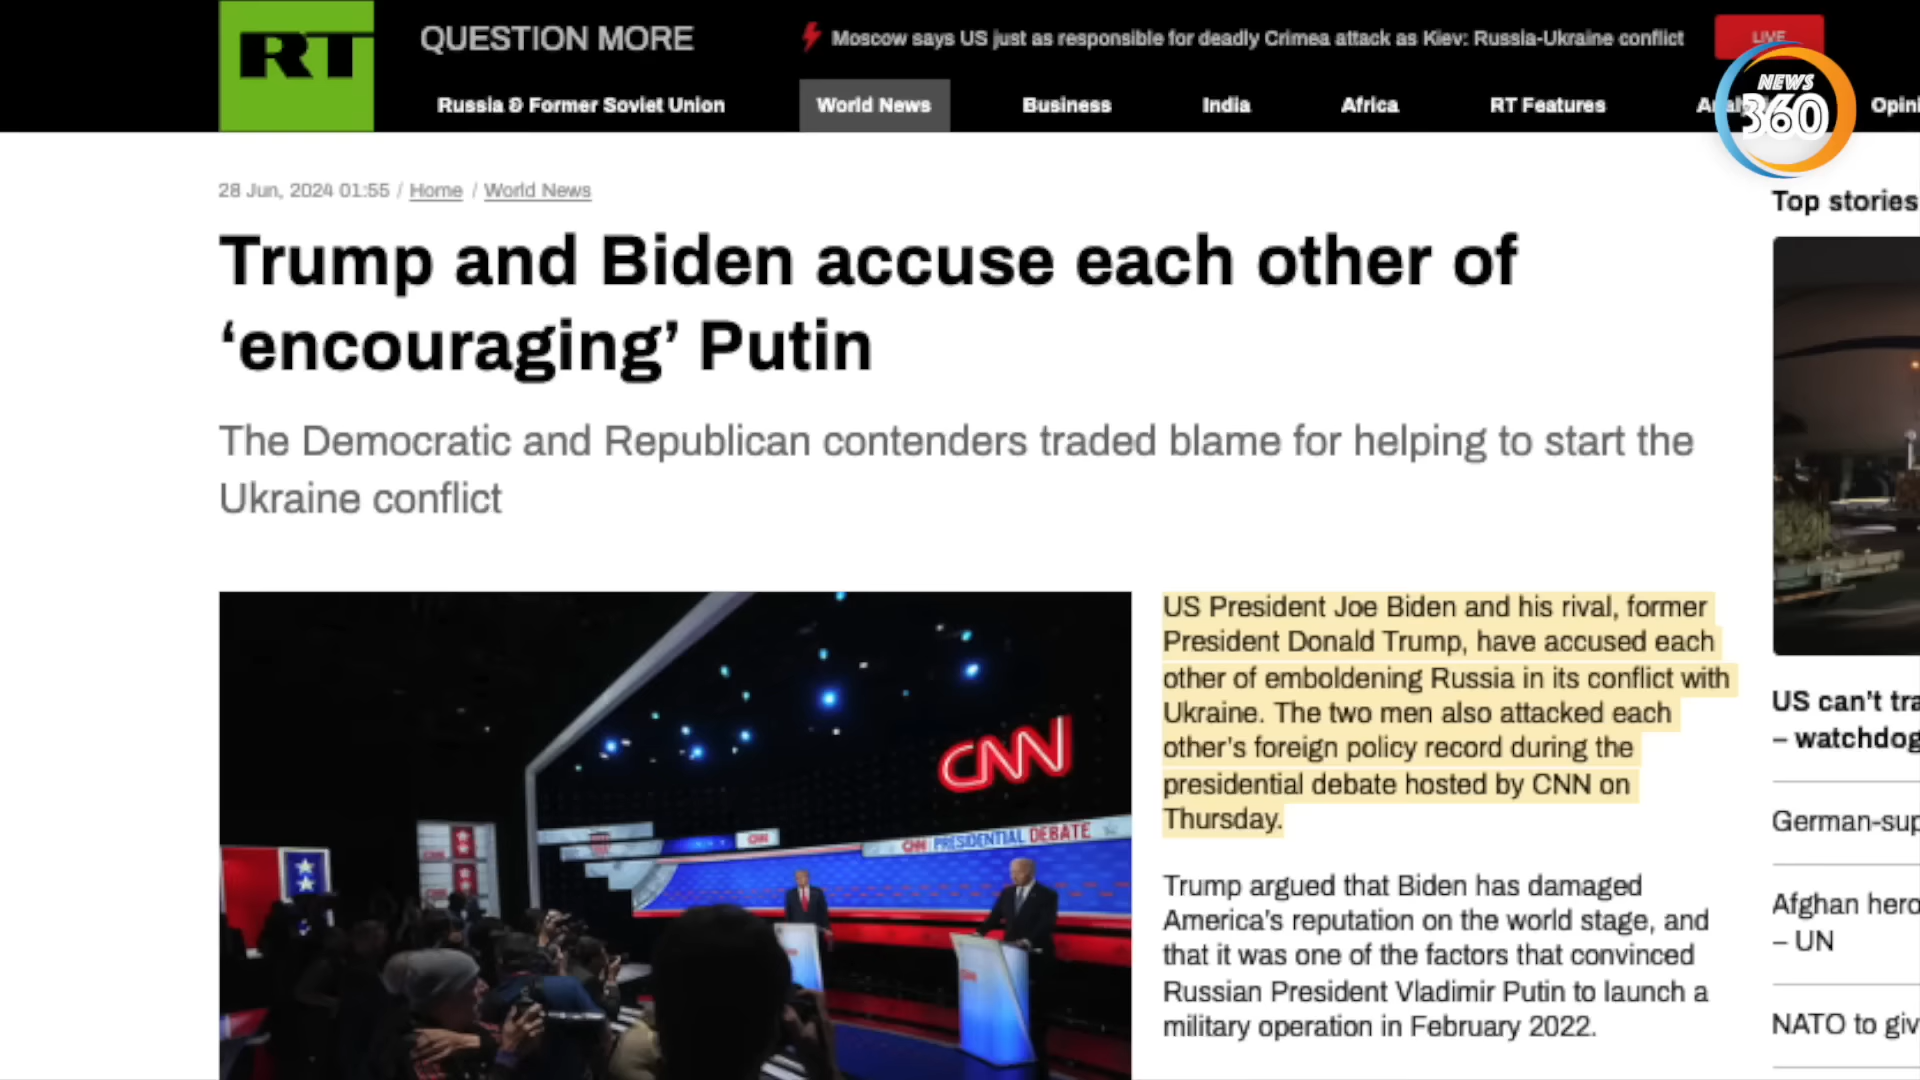 RT
QUESTION MORE
Moscow says US just as responsible for deadly Crimea attack as Kiev: Russia-Ukraine conflict
LIVE
NEWS
360
Russia & Former Soviet Union
World News
Business
India
Africa
RT Features
28 Jun, 2024 01:55 / Home / World News
Trump and Biden accuse each other of
‘encouraging’ Putin
The Democratic and Republican contenders traded blame for helping to start the
Ukraine conflict
CNN
CNN
CNN PRESIDENTIAL DEBATE
US President Joe Biden and his rival, former
President Donald Trump, have accused each
other of emboldening Russia in its conflict with
Ukraine. The two men also attacked each
other’s foreign policy record during the
presidential debate hosted by CNN on
Thursday.
Trump argued that Biden has damaged
America’s reputation on the world stage, and
that it was one of the factors that convinced
Russian President Vladimir Putin to launch a
military operation in February 2022.
Top stories
US can’t
– watchdog
Afghan
– UN
NATO to